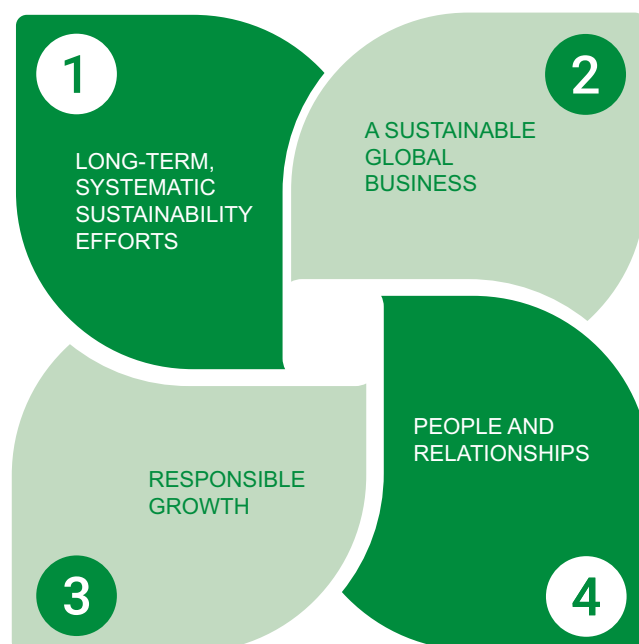 1
LONG-TERM,
SYSTEMATIC
SUSTAINABILITY
EFFORTS
2
A SUSTAINABLE
GLOBAL
BUSINESS
3
RESPONSIBLE
GROWTH
4
PEOPLE AND
RELATIONSHIPS